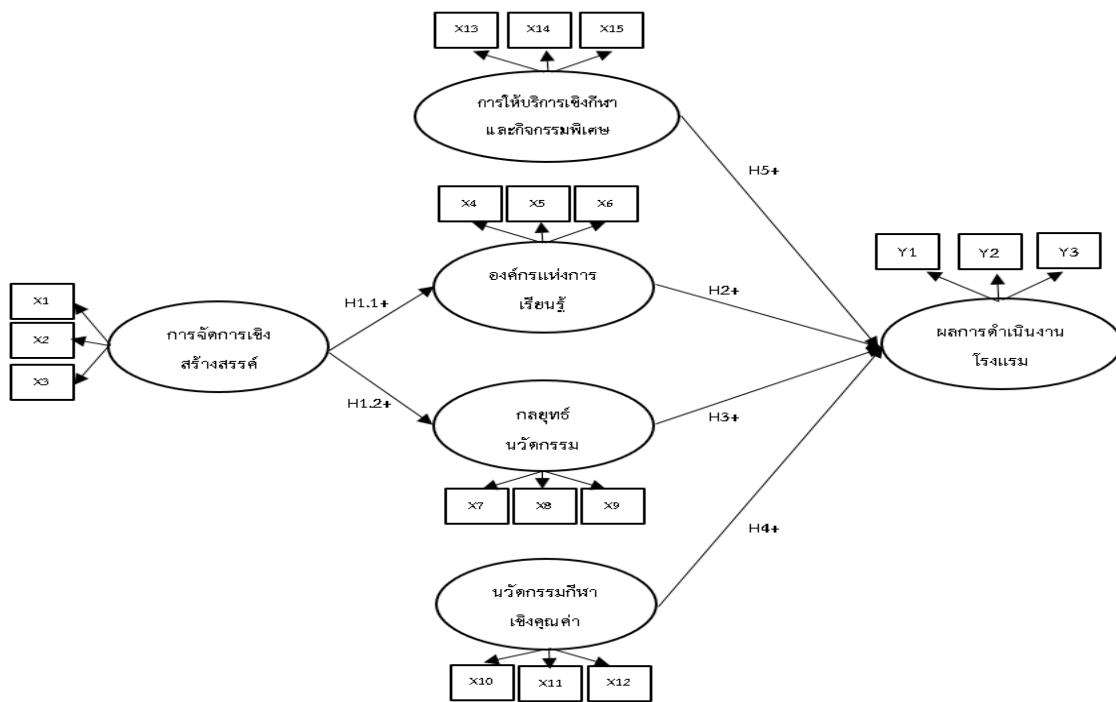 X13 X14 X15
การให้บริการเชิงกีฬา
และกิจกรรมพิเศษ
H5+
X4 X5 X6
องค์กรแห่งการ
เรียนรู้
H1.1+
H2+
Y1 Y2 Y3
ผลการดำเนินงาน
โรงแรม
X1
X2
X3
การจัดการเชิง
สร้างสรรค์
H1.2+
กลยุทธ์
นวัตกรรม
H3+
X7 X8 X9
H4+
นวัตกรรมกีฬา
เชิงคุณค่า
X10 X11 X12